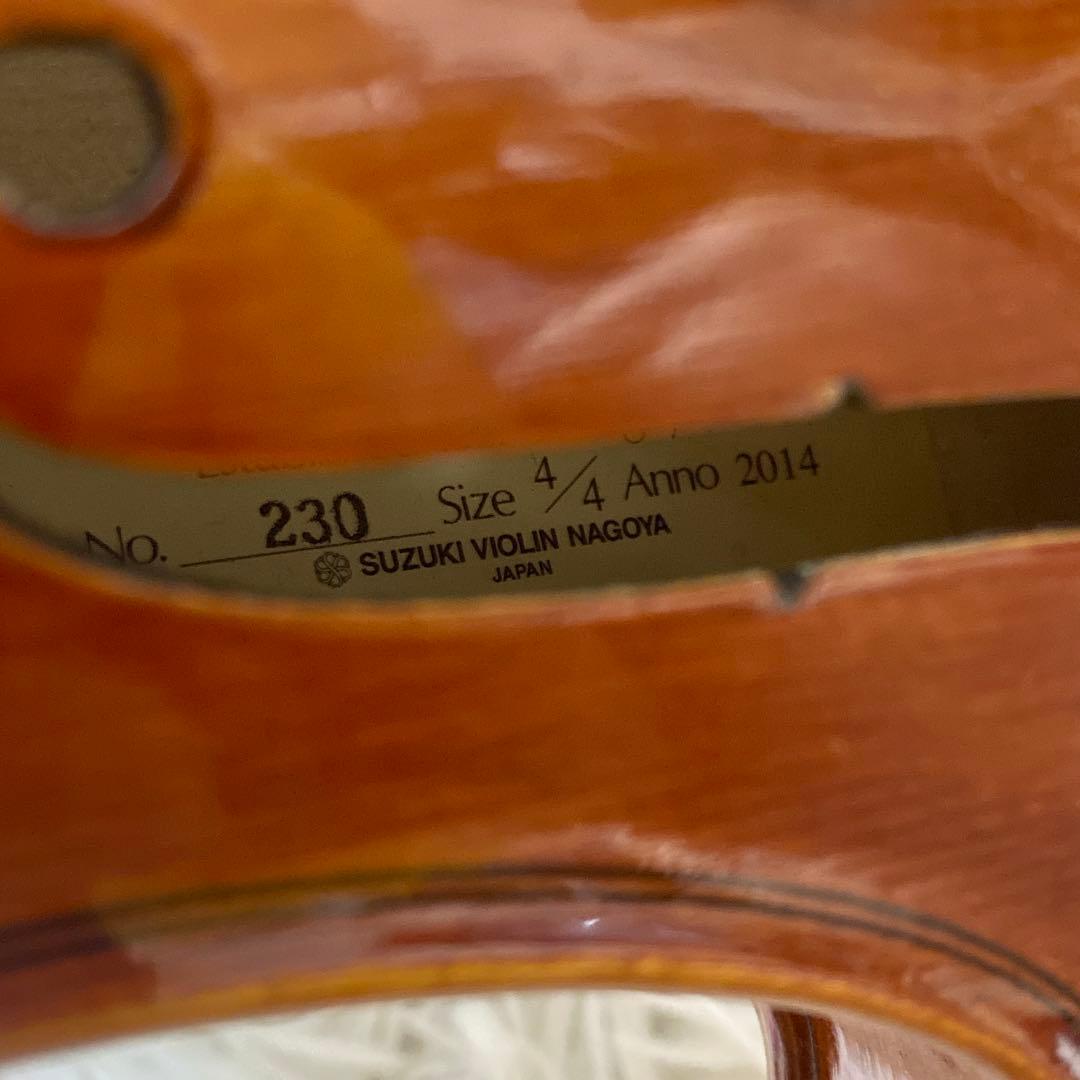 No. 230 Size 4/4 Anno 2014
SUZUKI VIOLIN NAGOYA
JAPAN